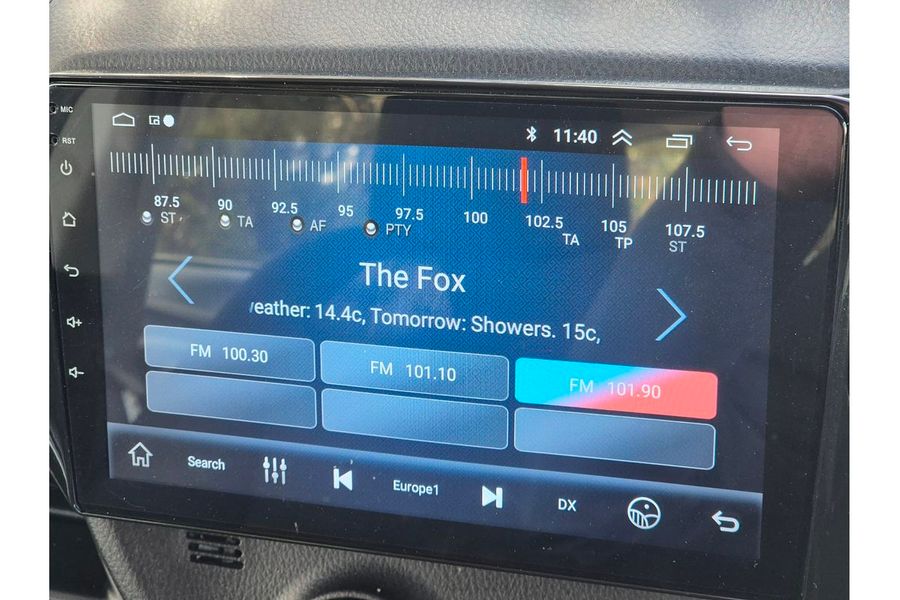 MIC
RST
11:40
87.5 90 92.5 95 97.5 100 102.5 105 107.5
ST TA AF PTY TA TP ST
The Fox
eather: 14.4c, Tomorrow: Showers. 15c,
FM 100.30 FM 101.10 FM 101.90
Search Europe1 DX